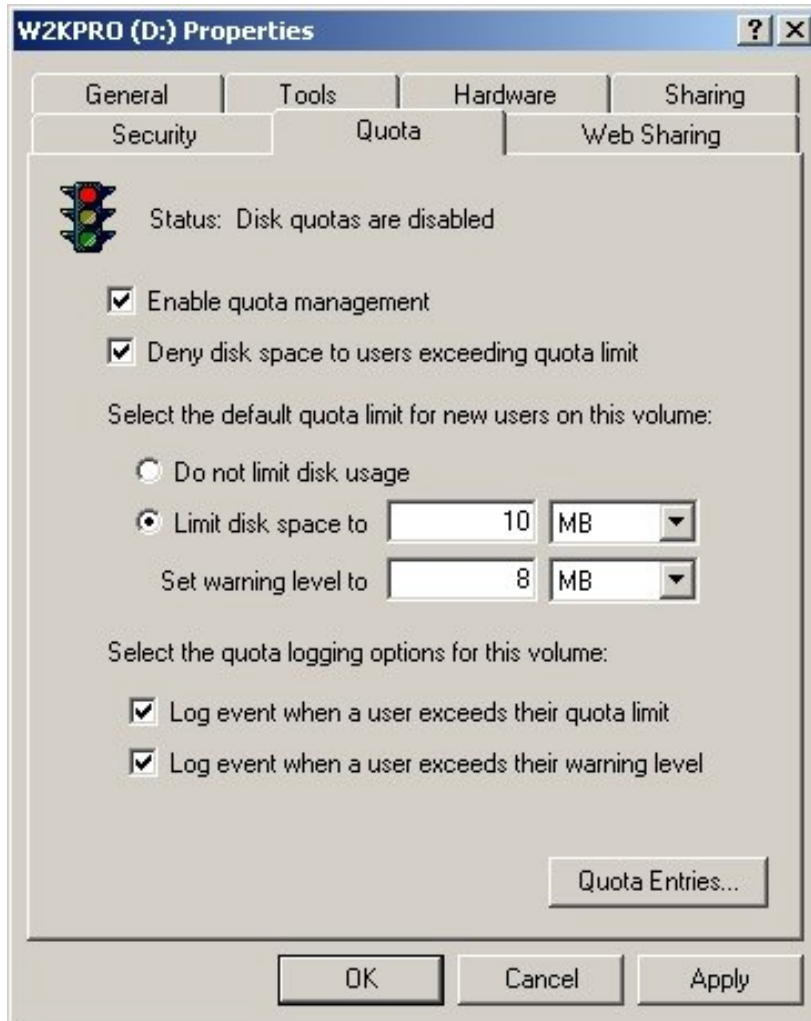 W2KPRO (D:) Properties
General Tools Hardware Sharing
Security Quota Web Sharing
Status: Disk quotas are disabled
Enable quota management
Deny disk space to users exceeding quota limit
Select the default quota limit for new users on this volume:
Do not limit disk usage
Limit disk space to 10 MB
Set warning level to 8 MB
Select the quota logging options for this volume:
Log event when a user exceeds their quota limit
Log event when a user exceeds their warning level
Quota Entries...
OK Cancel Apply